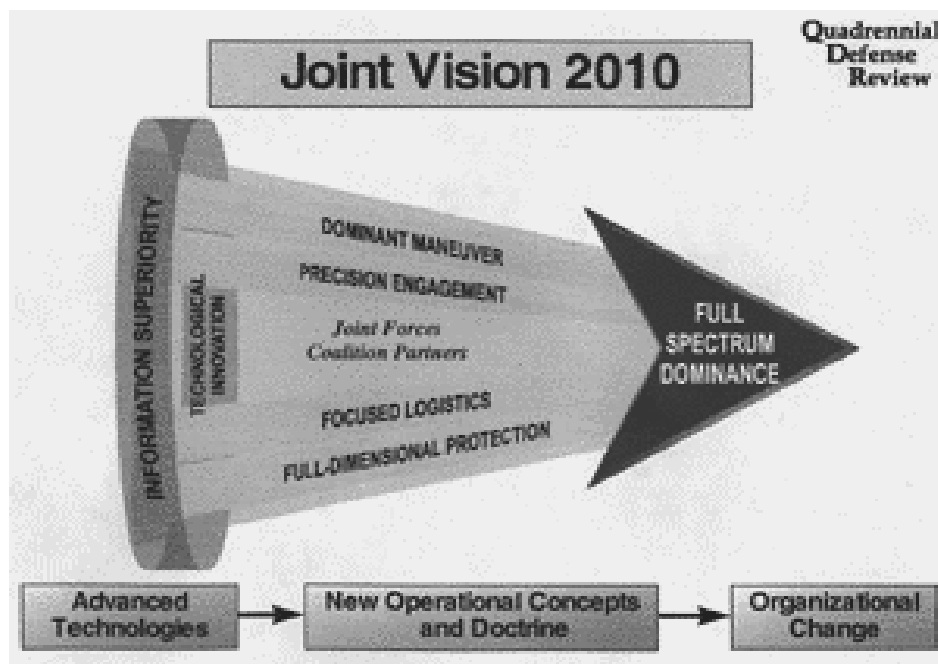 Quadrennial
Defense
Review
Joint Vision 2010
INFORMATION SUPERIORITY
TECHNOLOGICAL
INNOVATION
DOMINANT MANEUVER
PRECISION ENGAGEMENT
Joint Forces
Coalition Partners
FOCUSED LOGISTICS
FULL-DIMENSIONAL PROTECTION
FULL
SPECTRUM
DOMINANCE
Advanced
Technologies
New Operational Concepts
and Doctrine
Organizational
Change